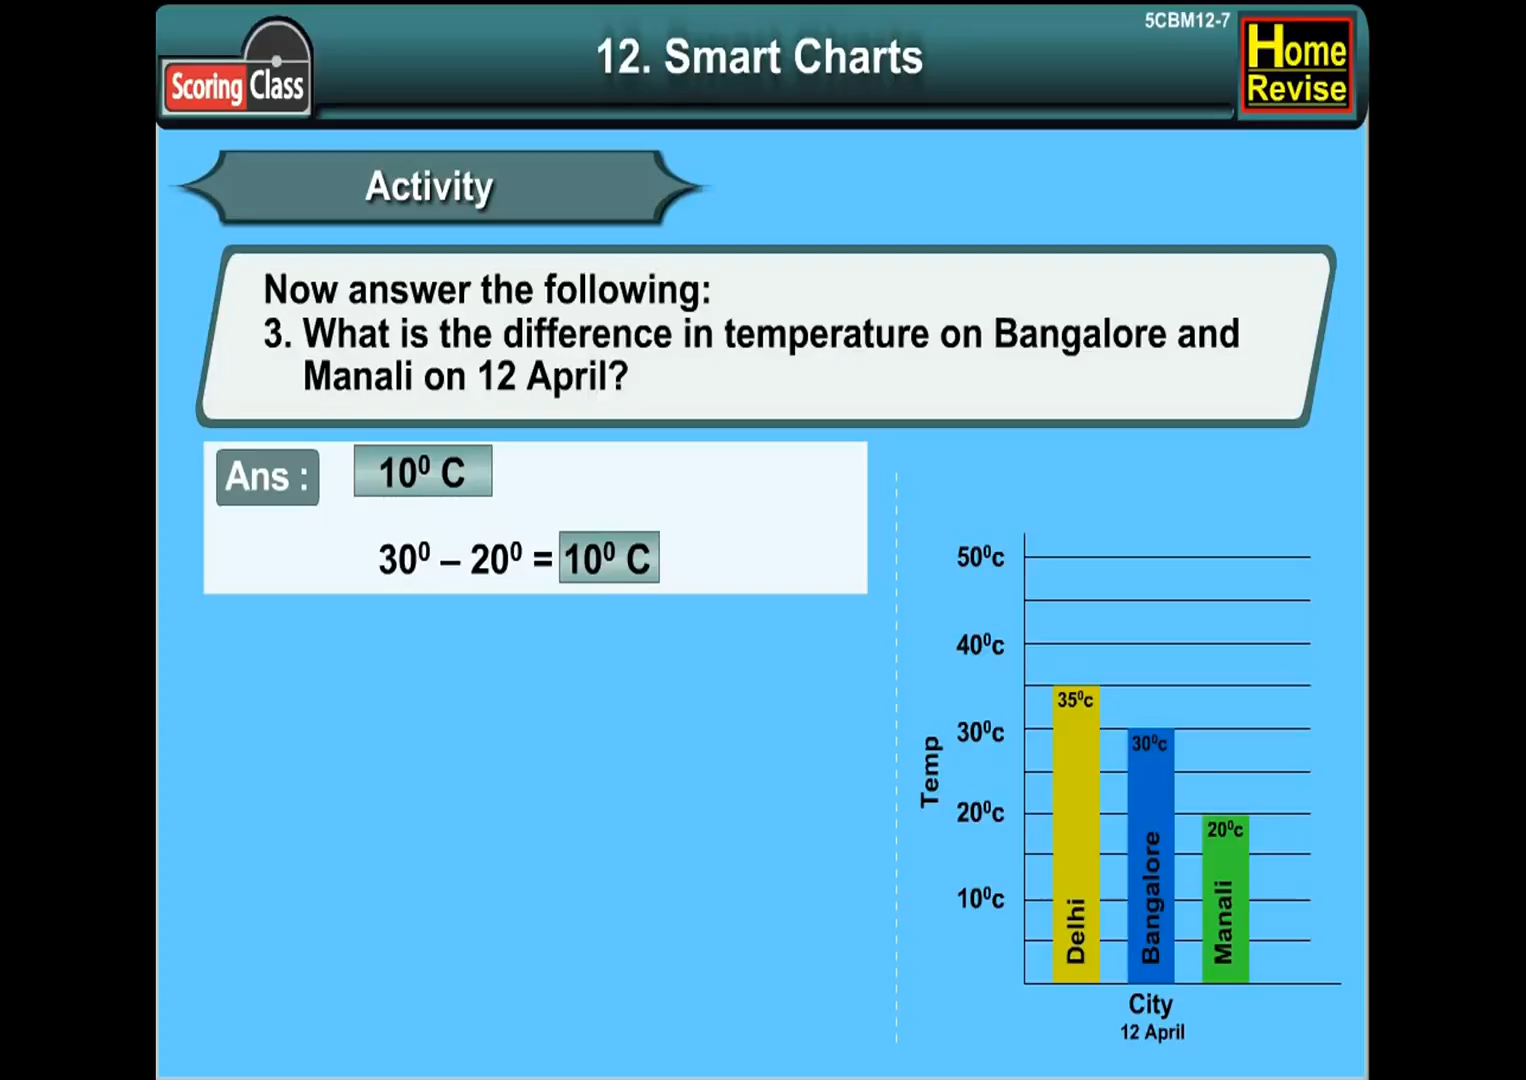 5CBM12-7
Scoring Class
12. Smart Charts
Home
Revise
Activity
Now answer the following:
3. What is the difference in temperature on Bangalore and
Manali on 12 April?
Ans : 10⁰ C
30⁰ – 20⁰ = 10⁰ C
50⁰c
40⁰c
30⁰c
20⁰c
10⁰c
Temp
35⁰c
Delhi
30⁰c
Bangalore
20⁰c
Manali
City
12 April